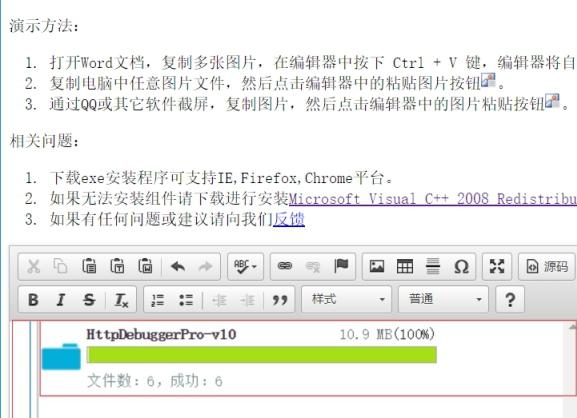 演示方法:
1. 打开Word文档，复制多张图片，在编辑器中按下 Ctrl + V 键，编辑器将自
2. 复制电脑中任意图片文件，然后点击编辑器中的粘贴图片按钮。
3. 通过QQ或其它软件截屏，复制图片，然后点击编辑器中的图片粘贴按钮。
相关问题:
1. 下载exe安装程序可支持IE,Firefox,Chrome平台。
2. 如果无法安装组件请下载进行安装Microsoft Visual C++ 2008 Redistribu
3. 如果有任何问题或建议请向我们反馈
ABC Ω 源码
B I S Tx 样式 普通 ?
HttpDebuggerPro-v10 10.9 MB(100%)
文件数: 6, 成功: 6